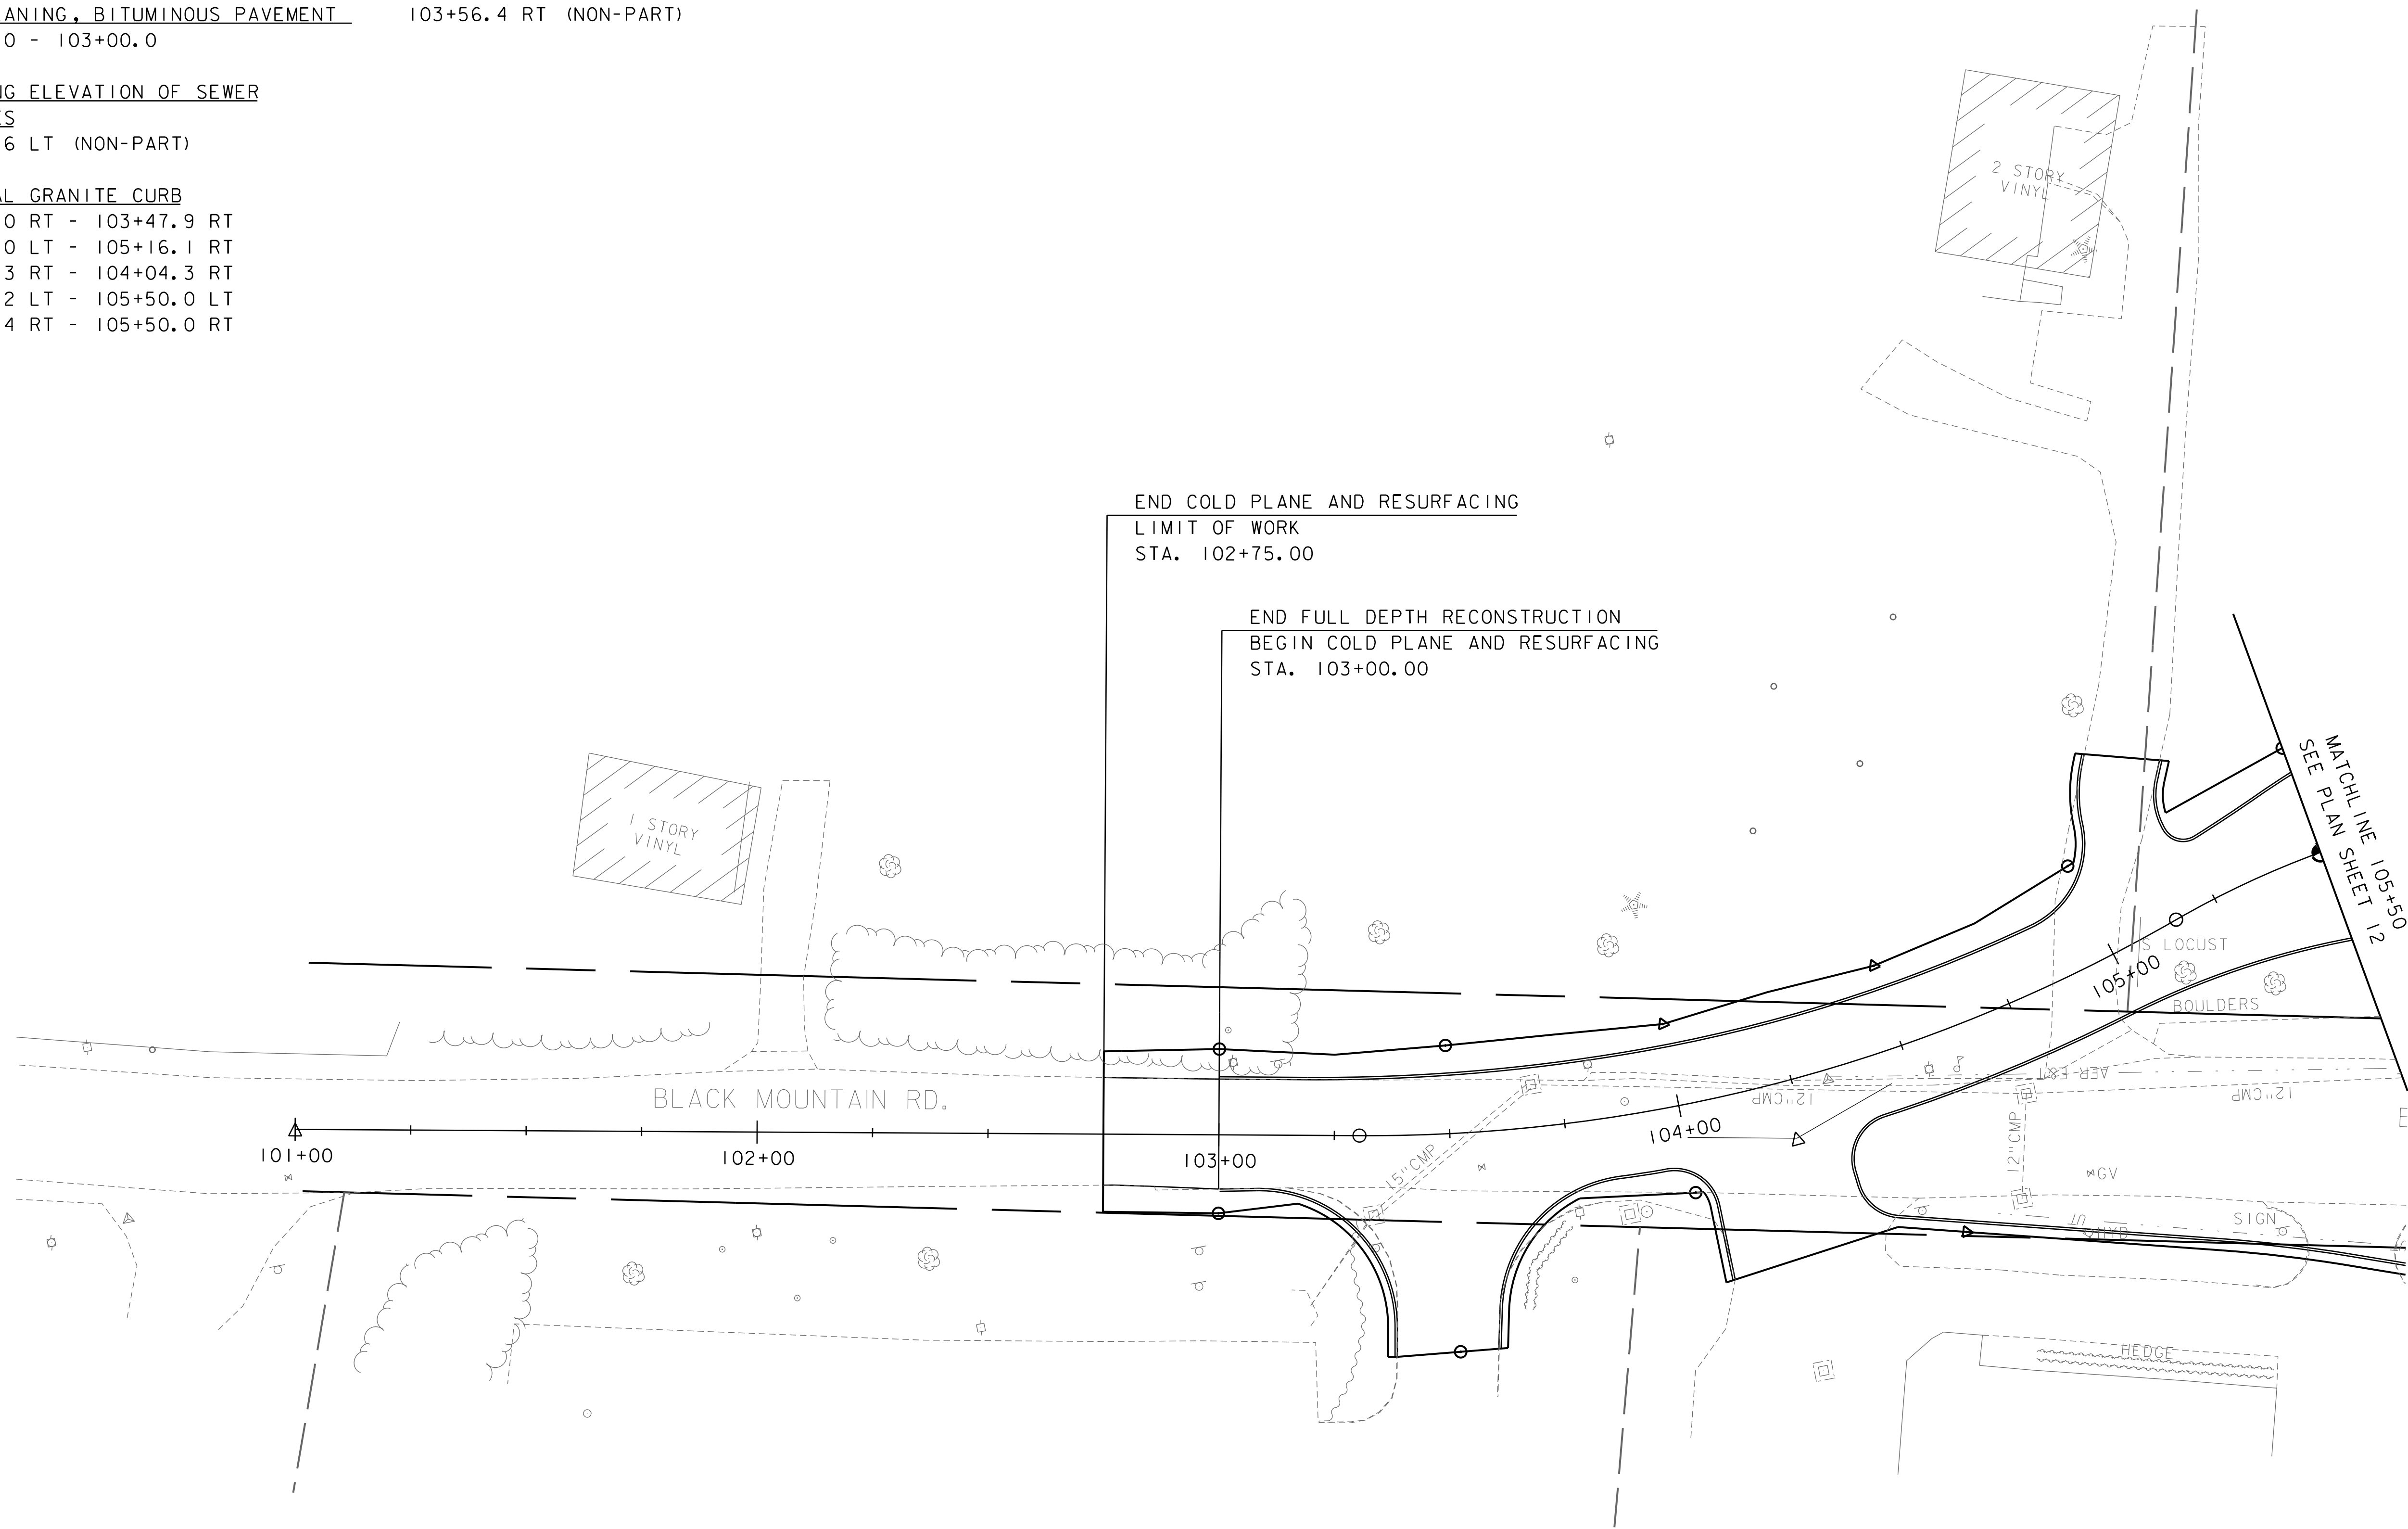 ANING, BITUMINOUS PAVEMENT
0 - 103+00.0
103+56.4 RT (NON-PART)
NG ELEVATION OF SEWER
ES
6 LT (NON-PART)
AL GRANITE CURB
0 RT - 103+47.9 RT
0 LT - 105+16.1 RT
3 RT - 104+04.3 RT
2 LT - 105+50.0 LT
4 RT - 105+50.0 RT
2 STORY
VINYL
END COLD PLANE AND RESURFACING
LIMIT OF WORK
STA. 102+75.00
END FULL DEPTH RECONSTRUCTION
BEGIN COLD PLANE AND RESURFACING
STA. 103+00.00
MATCHLINE 105+50
SEE PLAN SHEET 12
1 STORY
VINYL
S LOCUST
105+00
BOULDERS
AER E&T
12"CMP
12"CMP
BLACK MOUNTAIN RD.
101+00
102+00
103+00
104+00
15"CMP
12"CMP
GV
UT
HYD
SIGN
HEDGE